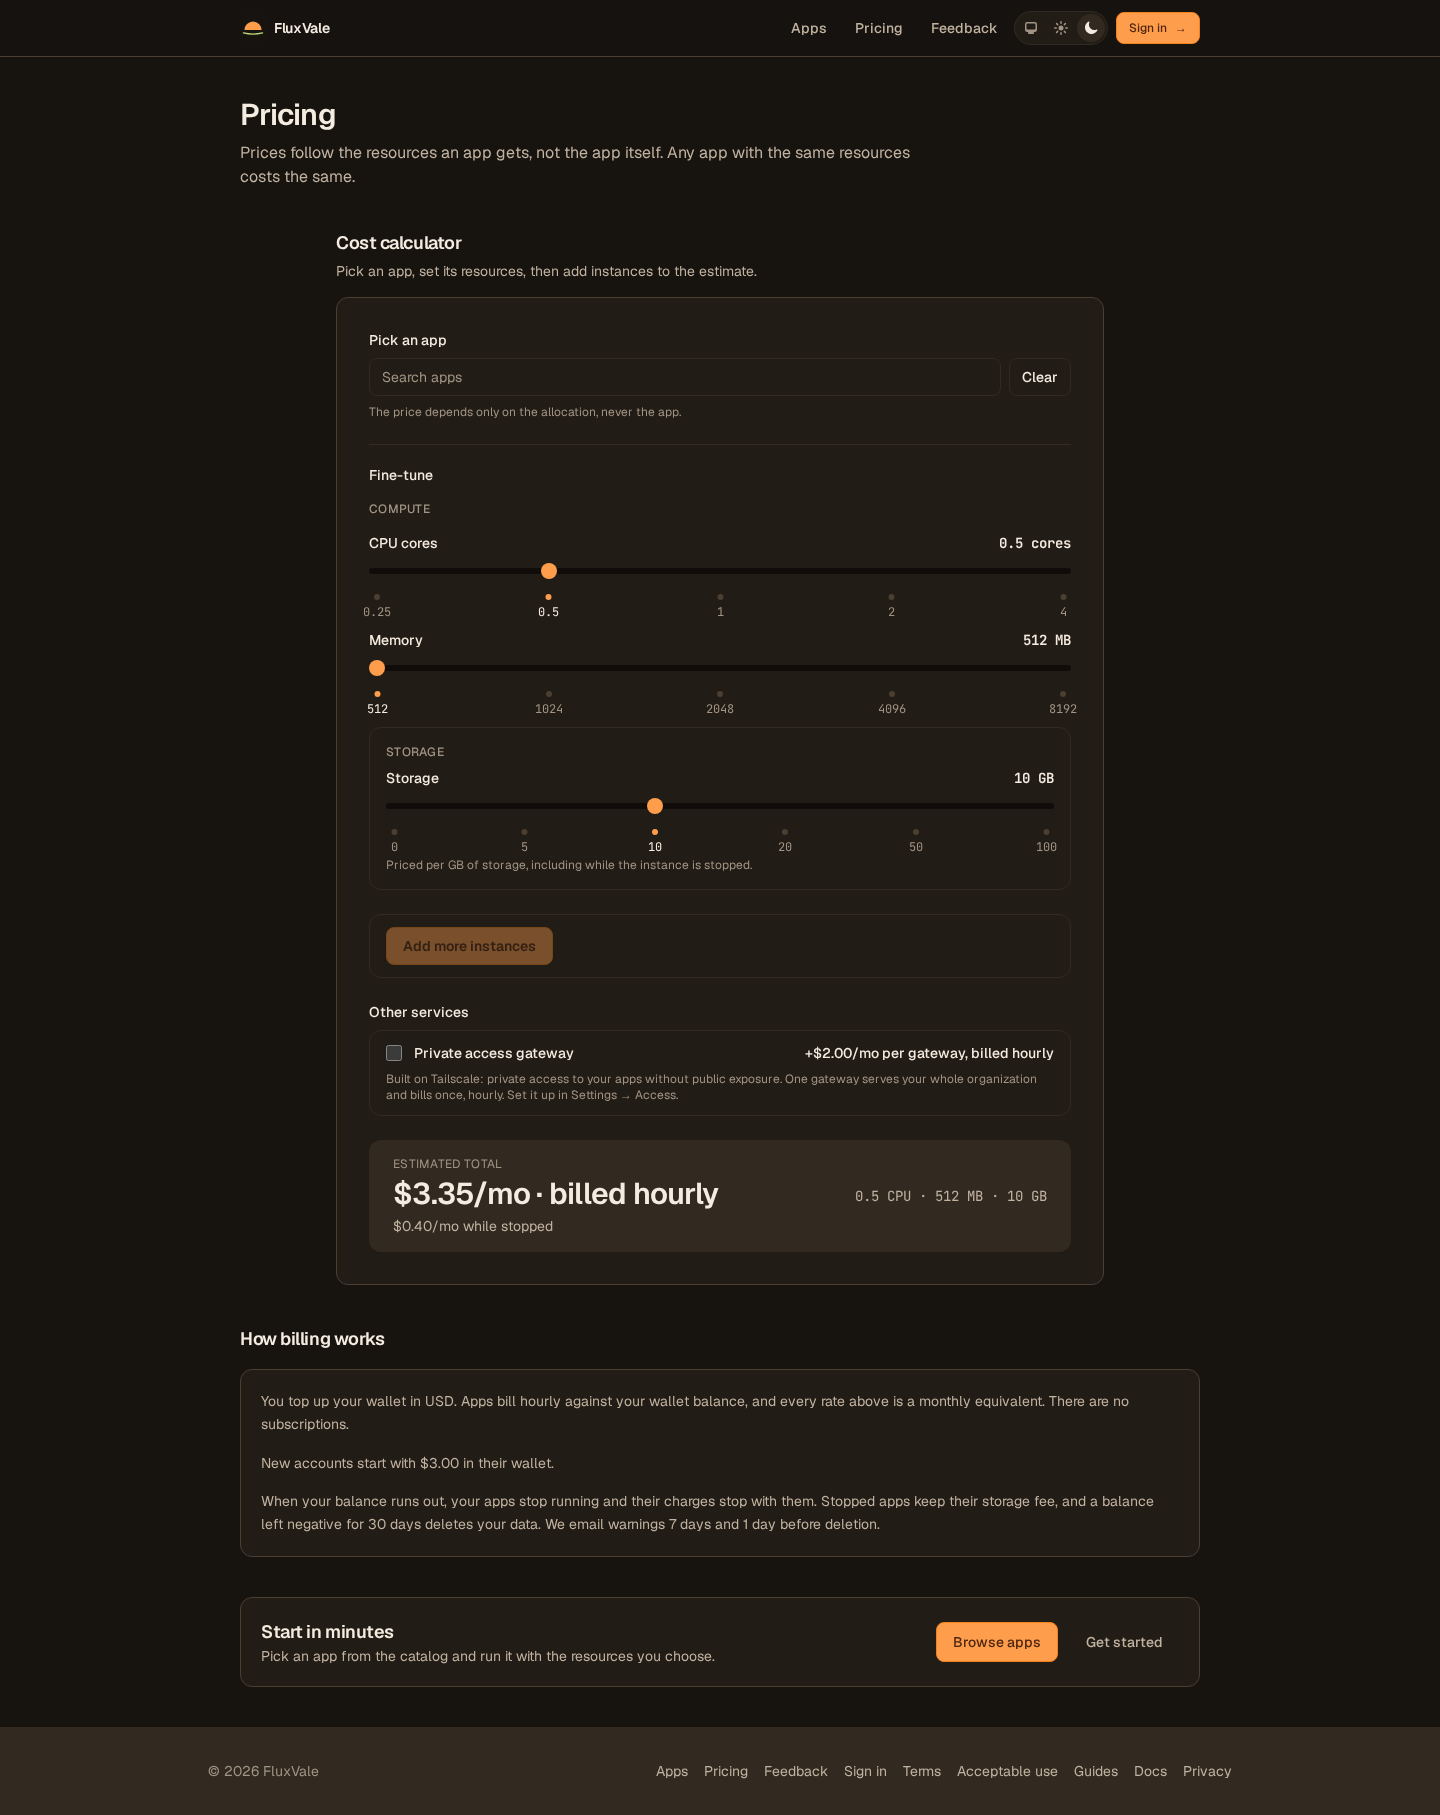 FluxVale
Apps
Pricing
Feedback
Sign in →
Pricing
Prices follow the resources an app gets, not the app itself. Any app with the same resources
costs the same.
Cost calculator
Pick an app, set its resources, then add instances to the estimate.
Pick an app
Search apps
Clear
The price depends only on the allocation, never the app.
Fine-tune
COMPUTE
CPU cores
0.5 cores
0.25 0.5 1 2 4
Memory
512 MB
512 1024 2048 4096 8192
STORAGE
Storage
10 GB
0 5 10 20 50 100
Priced per GB of storage, including while the instance is stopped.
Add more instances
Other services
Private access gateway
+$2.00/mo per gateway, billed hourly
Built on Tailscale: private access to your apps without public exposure. One gateway serves your whole organization
and bills once, hourly. Set it up in Settings → Access.
ESTIMATED TOTAL
$3.35/mo · billed hourly
0.5 CPU · 512 MB · 10 GB
$0.40/mo while stopped
How billing works
You top up your wallet in USD. Apps bill hourly against your wallet balance, and every rate above is a monthly equivalent. There are no
subscriptions.
New accounts start with $3.00 in their wallet.
When your balance runs out, your apps stop running and their charges stop with them. Stopped apps keep their storage fee, and a balance
left negative for 30 days deletes your data. We email warnings 7 days and 1 day before deletion.
Start in minutes
Pick an app from the catalog and run it with the resources you choose.
Browse apps
Get started
© 2026 FluxVale
Apps Pricing Feedback Sign in Terms Acceptable use Guides Docs Privacy